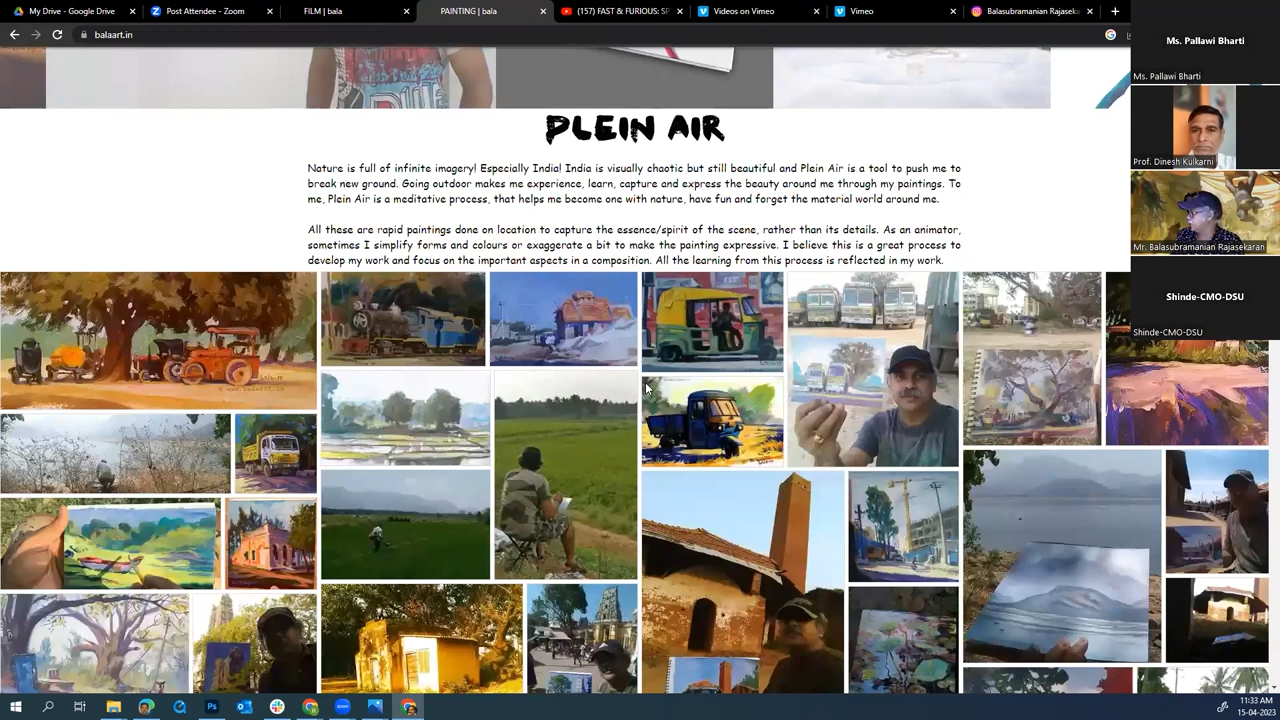 My Drive - Google Drive
Post Attendee - Zoom
FILM | bala
PAINTING | bala
(157) FAST & FURIOUS: SP
Videos on Vimeo
Vimeo
Balasubramanian Rajaseka
balaart.in
Ms. Pallawi Bharti
Ms. Pallawi Bharti
Prof. Dinesh Kulkarni
Mr. Balasubramanian Rajasekaran
Shinde-CMO-DSU
Shinde-CMO-DSU
PLEIN AIR
Nature is full of infinite imagery! Especially India! India is visually chaotic but still beautiful and Plein Air is a tool to push me to
break new ground. Going outdoor makes me experience, learn, capture and express the beauty around me through my paintings. To
me, Plein Air is a meditative process, that helps me become one with nature, have fun and forget the material world around me.
All these are rapid paintings done on location to capture the essence/spirit of the scene, rather than its details. As an animator,
sometimes I simplify forms and colours or exaggerate a bit to make the painting expressive. I believe this is a great process to
develop my work and focus on the important aspects in a composition. All the learning from this process is reflected in my work.
11:33 AM
15-04-2023